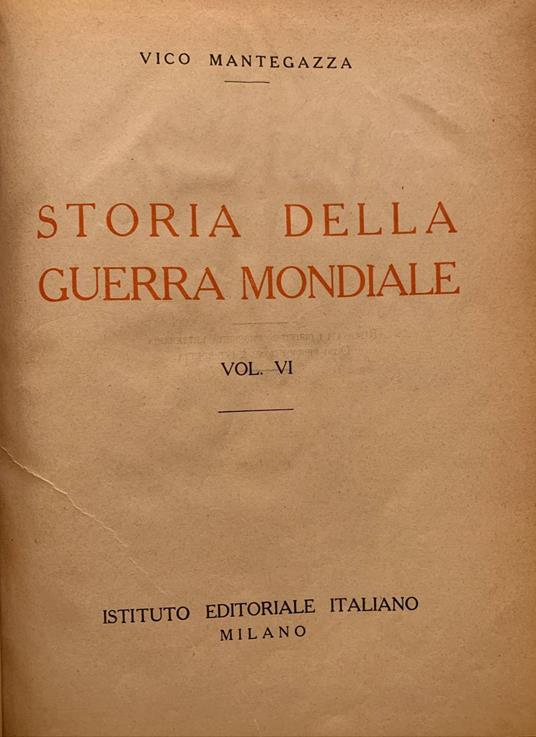 VICO MANTEGAZZA
STORIA DELLA
GUERRA MONDIALE
VOL. VI
ISTITUTO EDITORIALE ITALIANO
MILANO